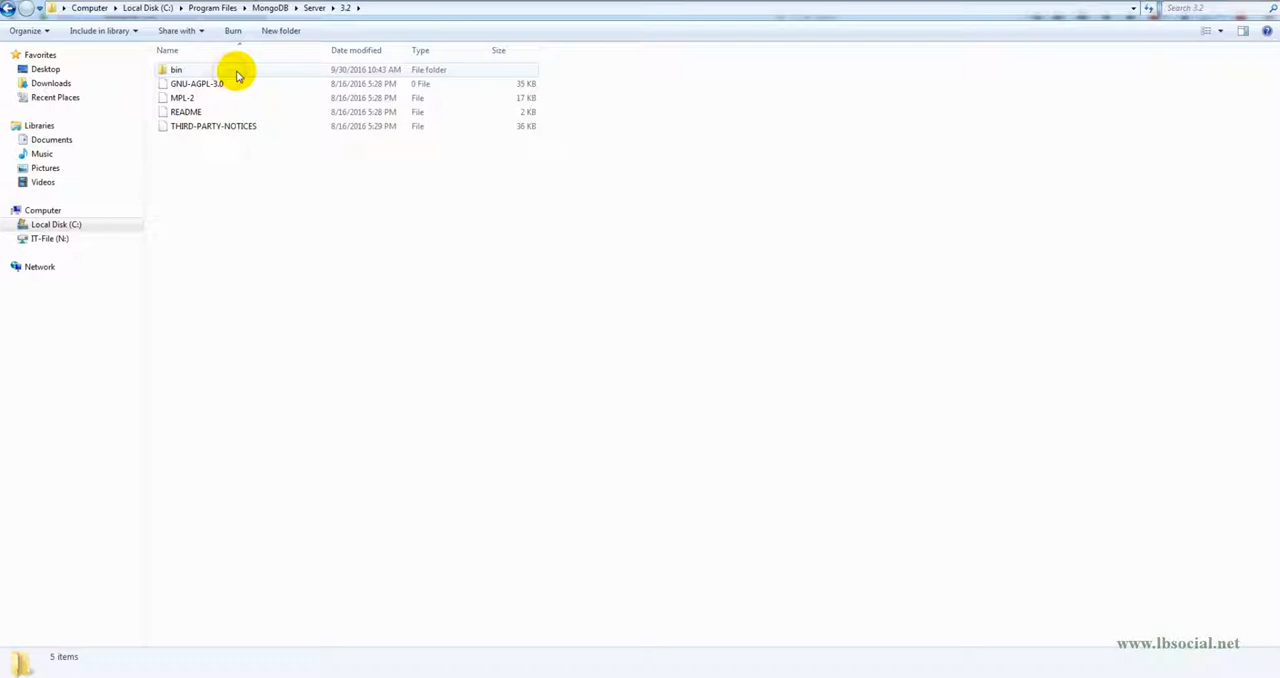 Computer Local Disk (C:) Program Files MongoDB Server 3.2 Search 3.2
Organize Include in library Share with Burn New folder
Name Date modified Type Size
Favorites
Desktop
Downloads
Recent Places
Libraries
Documents
Music
Pictures
Videos
Computer
Local Disk (C:)
IT-File (N:)
Network
bin 9/30/2016 10:43 AM File folder
GNU-AGPL-3.0 8/16/2016 5:28 PM 0 File 35 KB
MPL-2 8/16/2016 5:28 PM File 17 KB
README 8/16/2016 5:28 PM File 2 KB
THIRD-PARTY-NOTICES 8/16/2016 5:29 PM File 36 KB
www.lbsocial.net
5 items